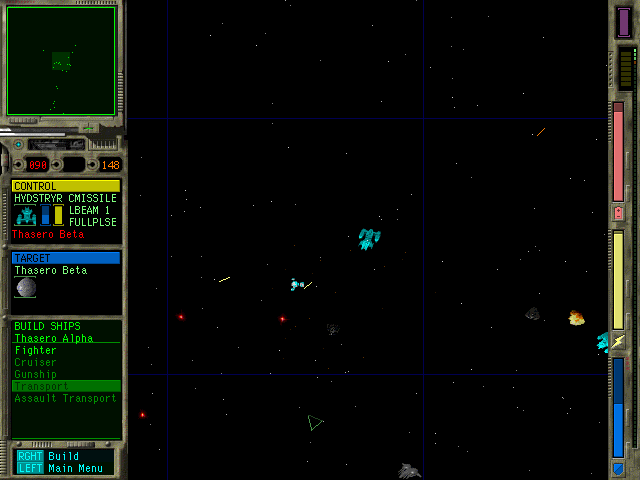 090 148
CONTROL
HVDSTRYR CMISSILE
LBEAM 1
FULLPLSE
Thasero Beta
TARGET
Thasero Beta
BUILD SHIPS
Thasero Alpha
Fighter
Cruiser
Gunship
Transport
Assault Transport
RGHT Build
LEFT Main Menu